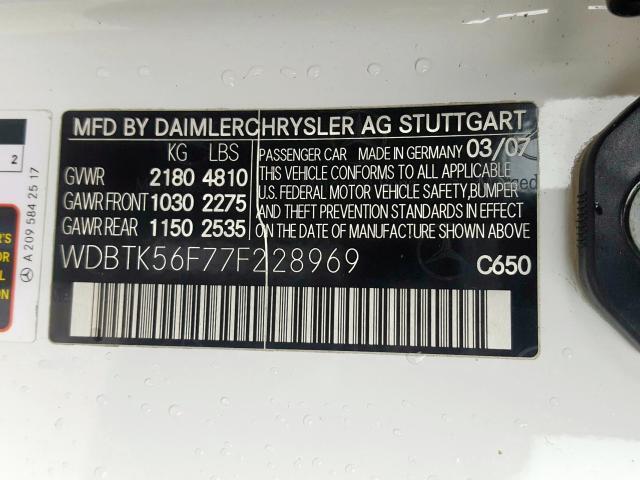 MFD BY DAIMLERCHRYSLER AG STUTTGART
KG LBS
GVWR 2180 4810
GAWR FRONT 1030 2275
GAWR REAR 1150 2535
PASSENGER CAR MADE IN GERMANY 03/07
THIS VEHICLE CONFORMS TO ALL APPLICABLE
U.S. FEDERAL MOTOR VEHICLE SAFETY, BUMPER
AND THEFT PREVENTION STANDARDS IN EFFECT
ON THE DATE OF MANUFACTURE SHOWN ABOVE
WDBTK56F77F228969
C650
2
A 209 584 25 17